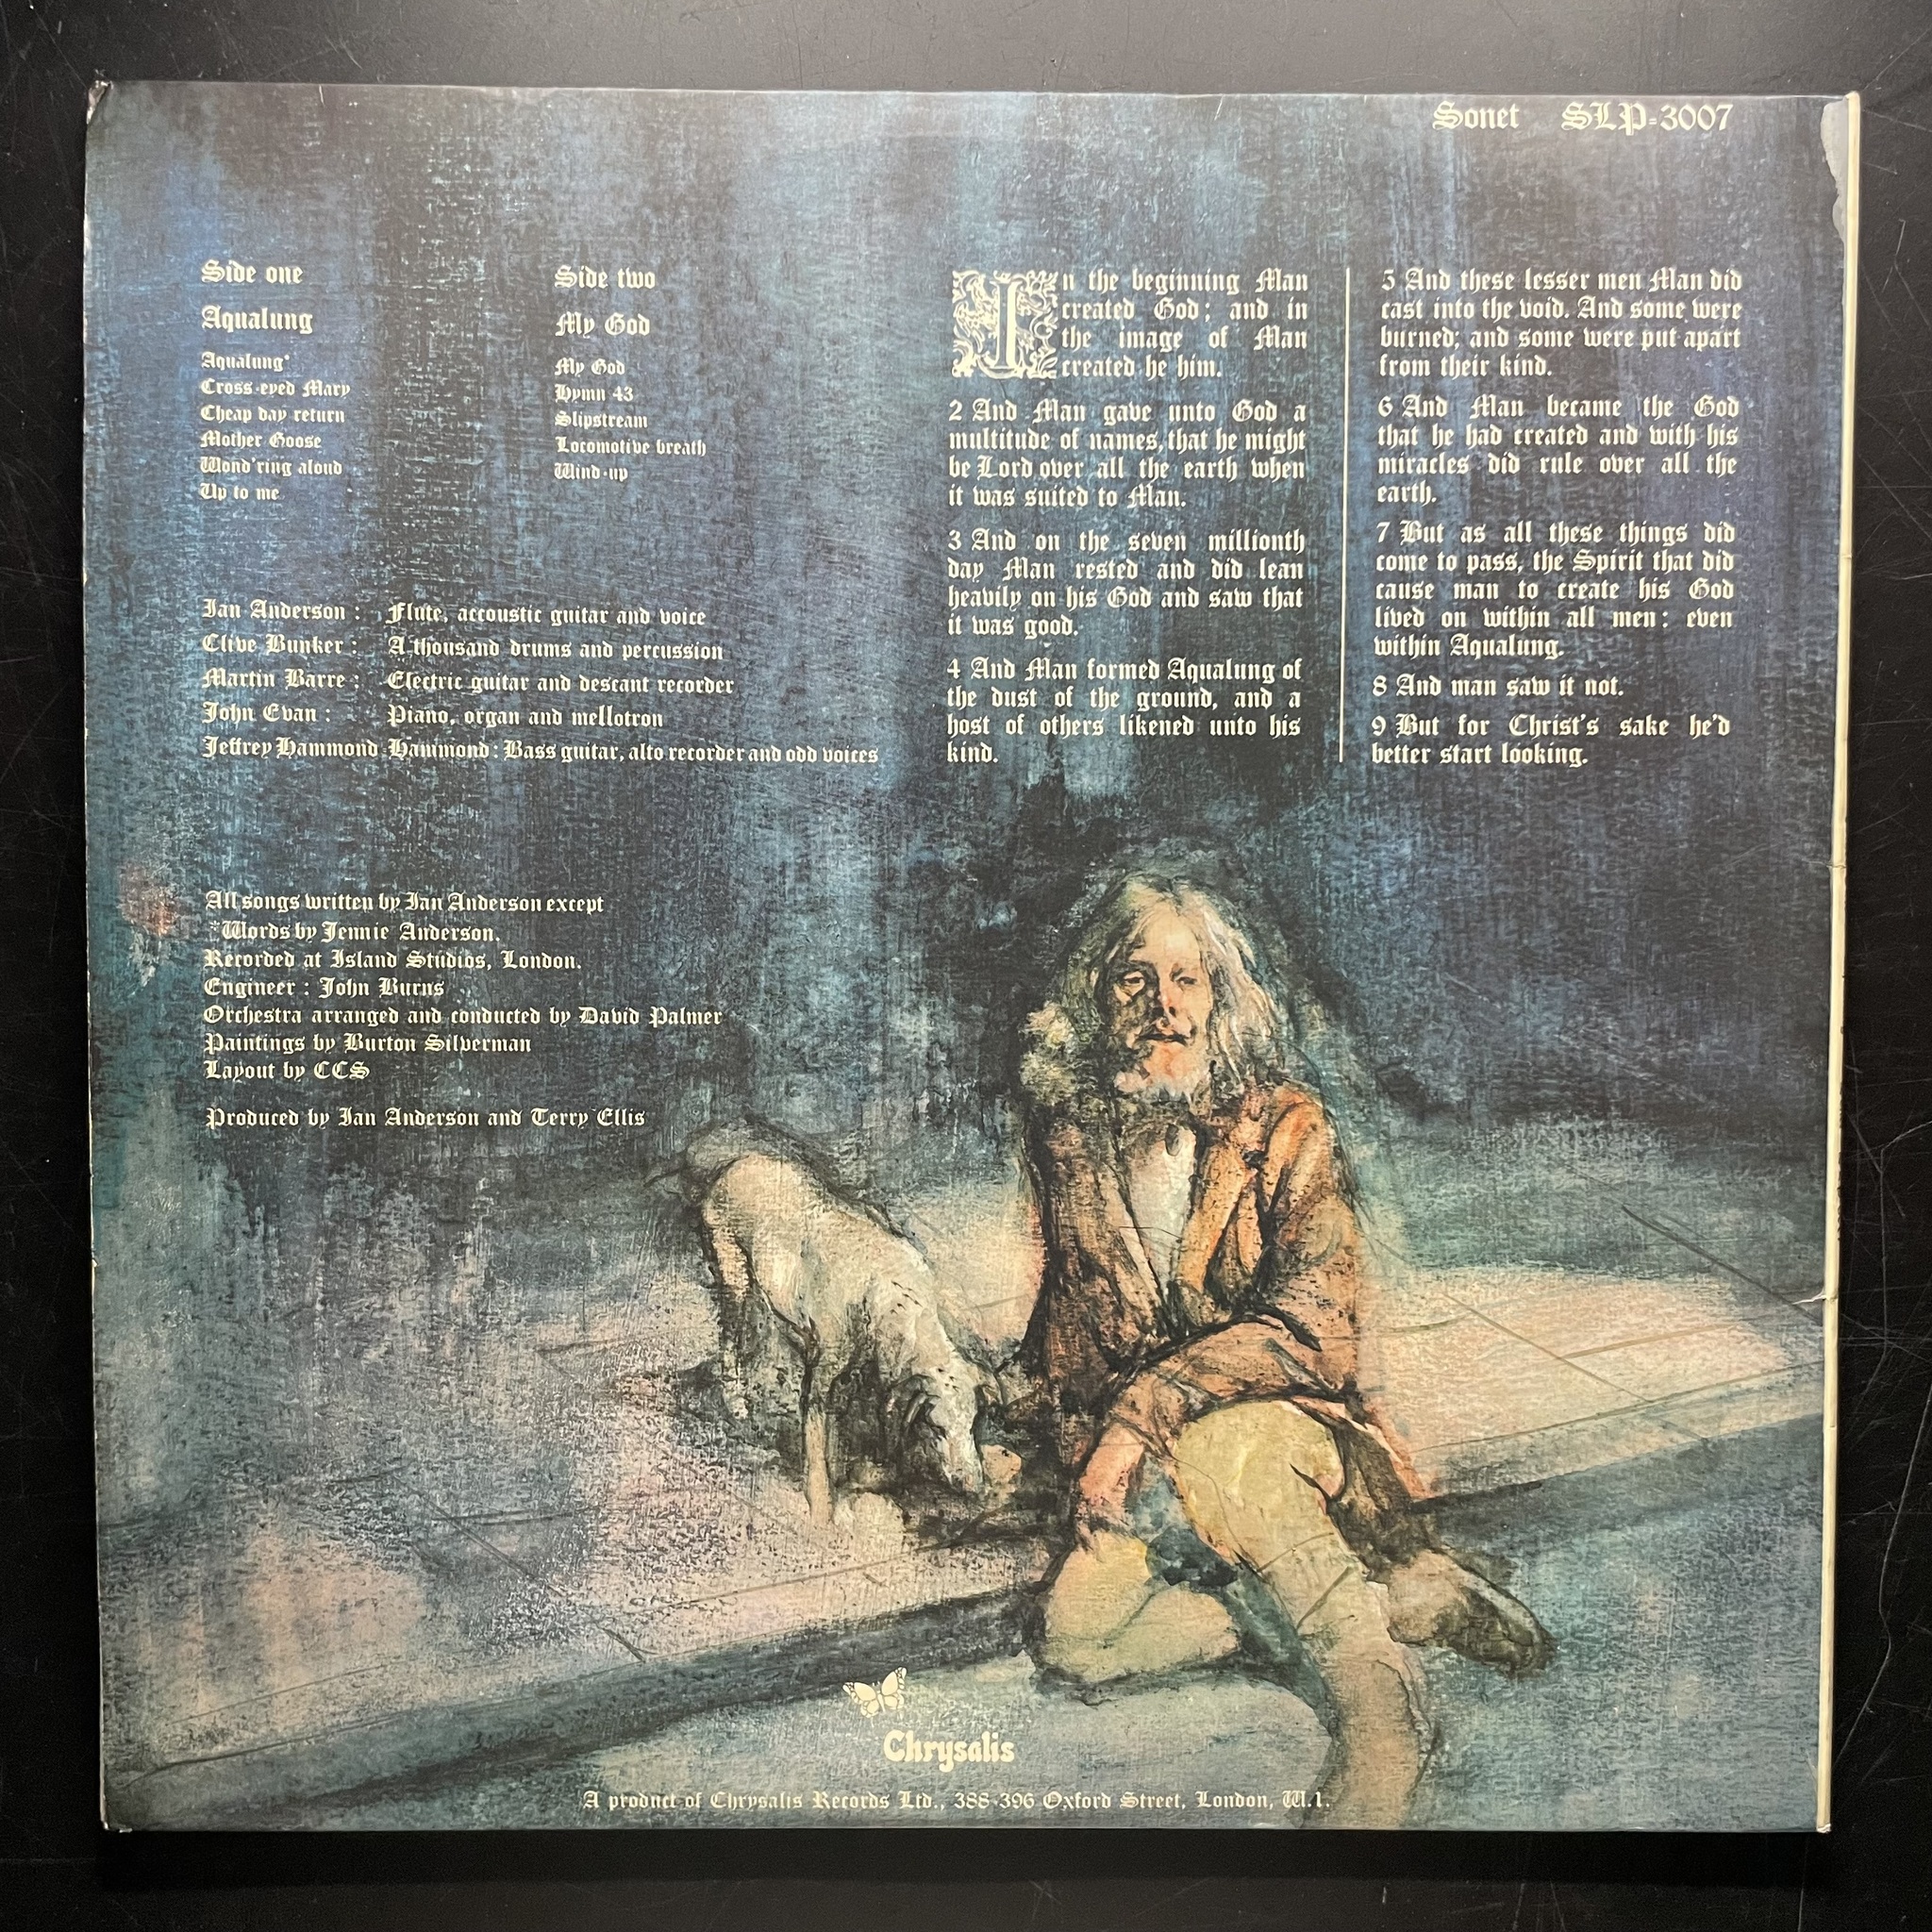 Sonet SLP-3007
Side one
Aqualung
Aqualung*
Cross-eyed Mary
Cheap day return
Mother Goose
Wond'ring aloud
Up to me
Side two
My God
My God
Hymn 43
Slipstream
Locomotive breath
Wind-up
Ian Anderson : Flute, accoustic guitar and voice
Clive Bunker : A thousand drums and percussion
Martin Barre : Electric guitar and descant recorder
John Evan : Piano, organ and mellotron
Jeffrey Hammond-Hammond : Bass guitar, alto recorder and odd voices
All songs written by Ian Anderson except
*Words by Jennie Anderson.
Recorded at Island Studios, London.
Engineer : John Burns
Orchestra arranged and conducted by David Palmer
Paintings by Burton Silverman
Layout by CCS
Produced by Ian Anderson and Terry Ellis
In the beginning Man
created God; and in
the image of Man
created he him.
2 And Man gave unto God a
multitude of names, that he might
be Lord over all the earth when
it was suited to Man.
3 And on the seven millionth
day Man rested and did lean
heavily on his God and saw that
it was good.
4 And Man formed Aqualung of
the dust of the ground, and a
host of others likened unto his
kind.
5 And these lesser men Man did
cast into the void. And some were
burned; and some were put apart
from their kind.
6 And Man became the God
that he had created and with his
miracles did rule over all the
earth.
7 But as all these things did
come to pass, the Spirit that did
cause man to create his God
lived on within all men: even
within Aqualung.
8 And man saw it not.
9 But for Christ's sake he'd
better start looking.
Chrysalis
A product of Chrysalis Records Ltd., 388-396 Oxford Street, London, W.1.